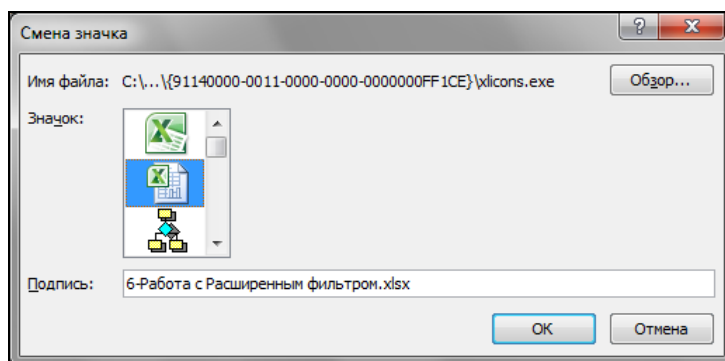 Смена значка
Имя файла: C:\...\{91140000-0011-0000-0000-0000000FF1CE}\xlicons.exe Обзор...
Значок:
Подпись: 6-Работа с Расширенным фильтром.xlsx
ОК Отмена